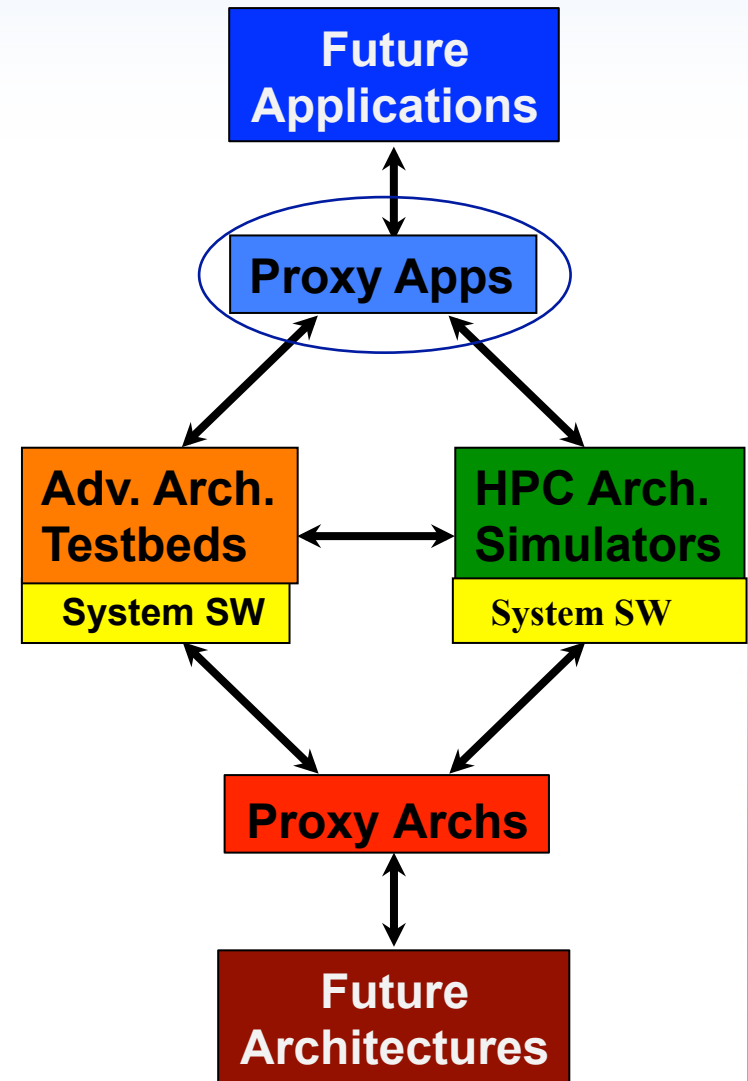 Future
Applications
Proxy Apps
Adv. Arch.
Testbeds
System SW
HPC Arch.
Simulators
System SW
Proxy Archs
Future
Architectures